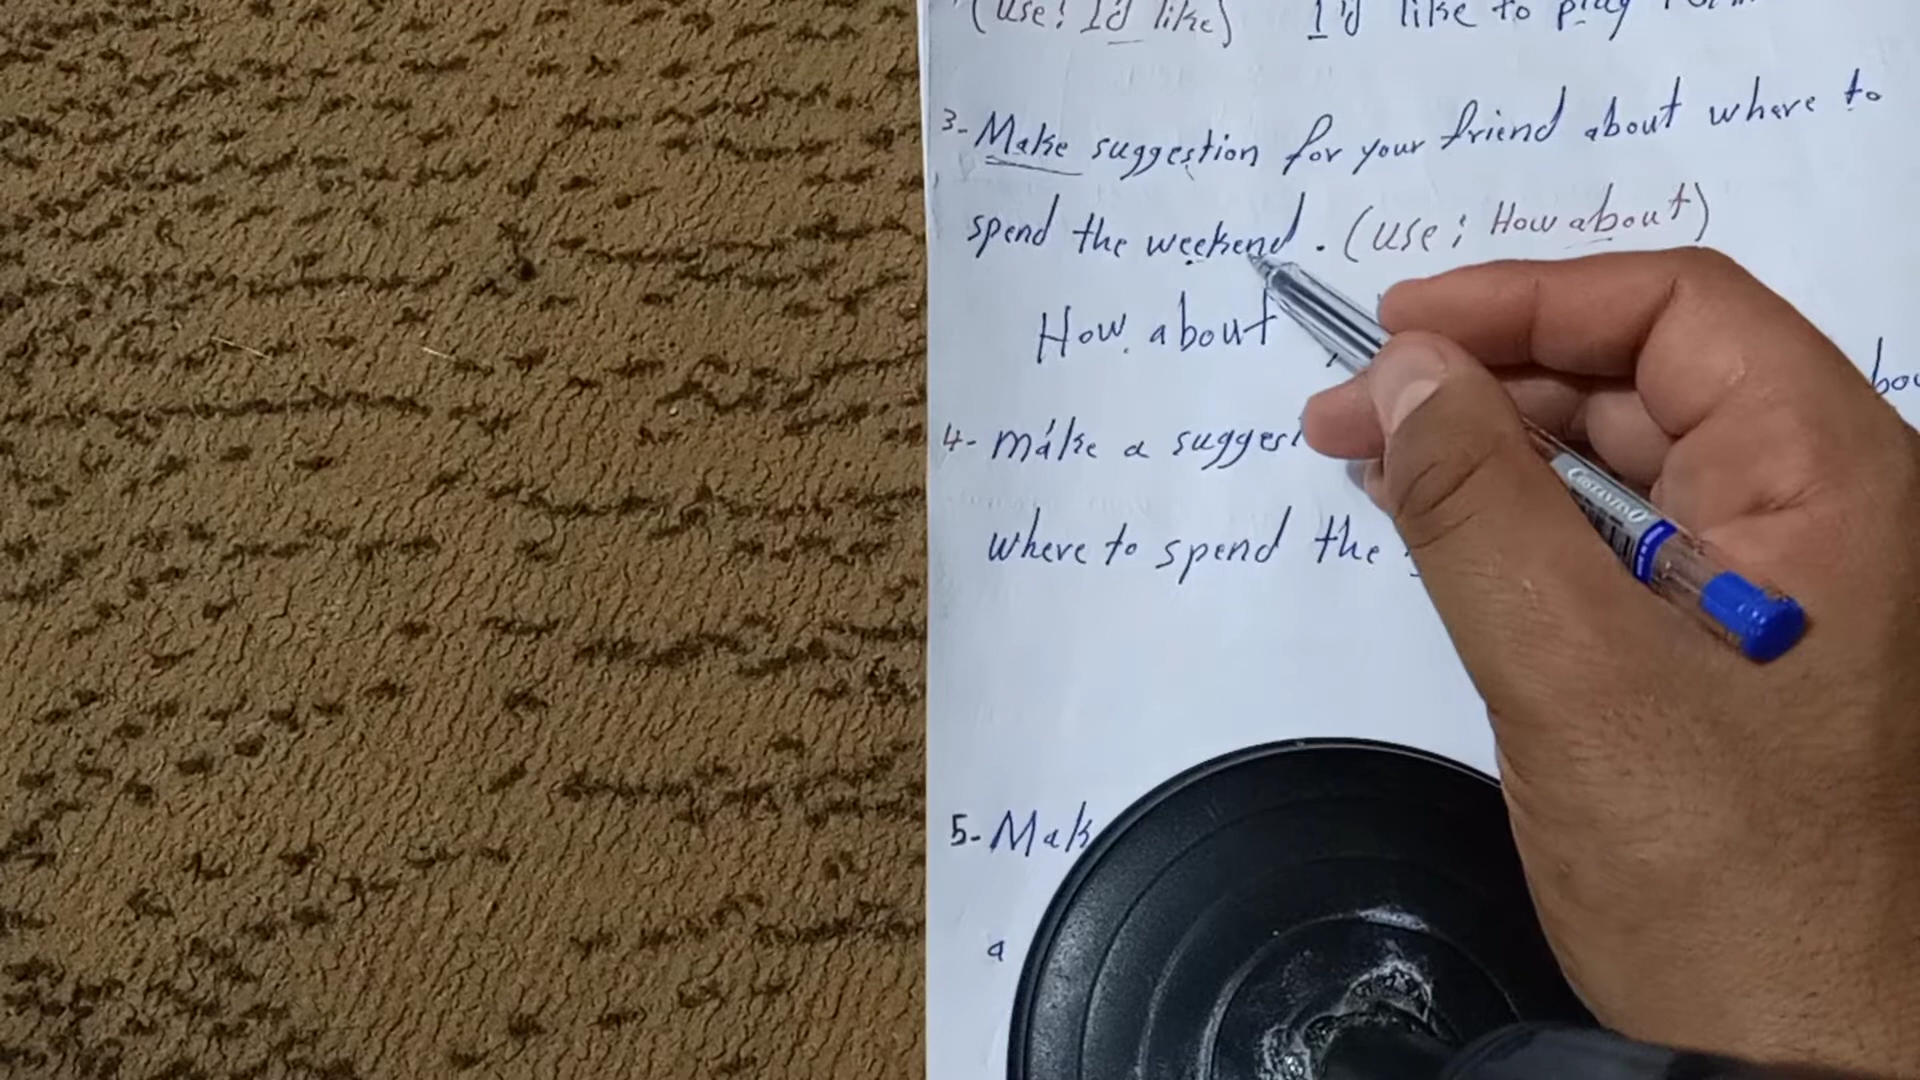 (Use: I'd like) I'd like to play
3- Make suggestion for your friend about where to
spend the weekend. (Use: How about)
How about
4- make a suggest
where to spend the
5- Mak
a